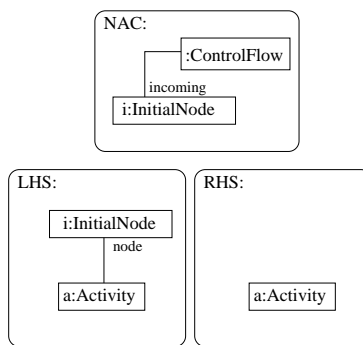 NAC:
:ControlFlow
incoming
i:InitialNode
LHS:
i:InitialNode
node
a:Activity
RHS:
a:Activity